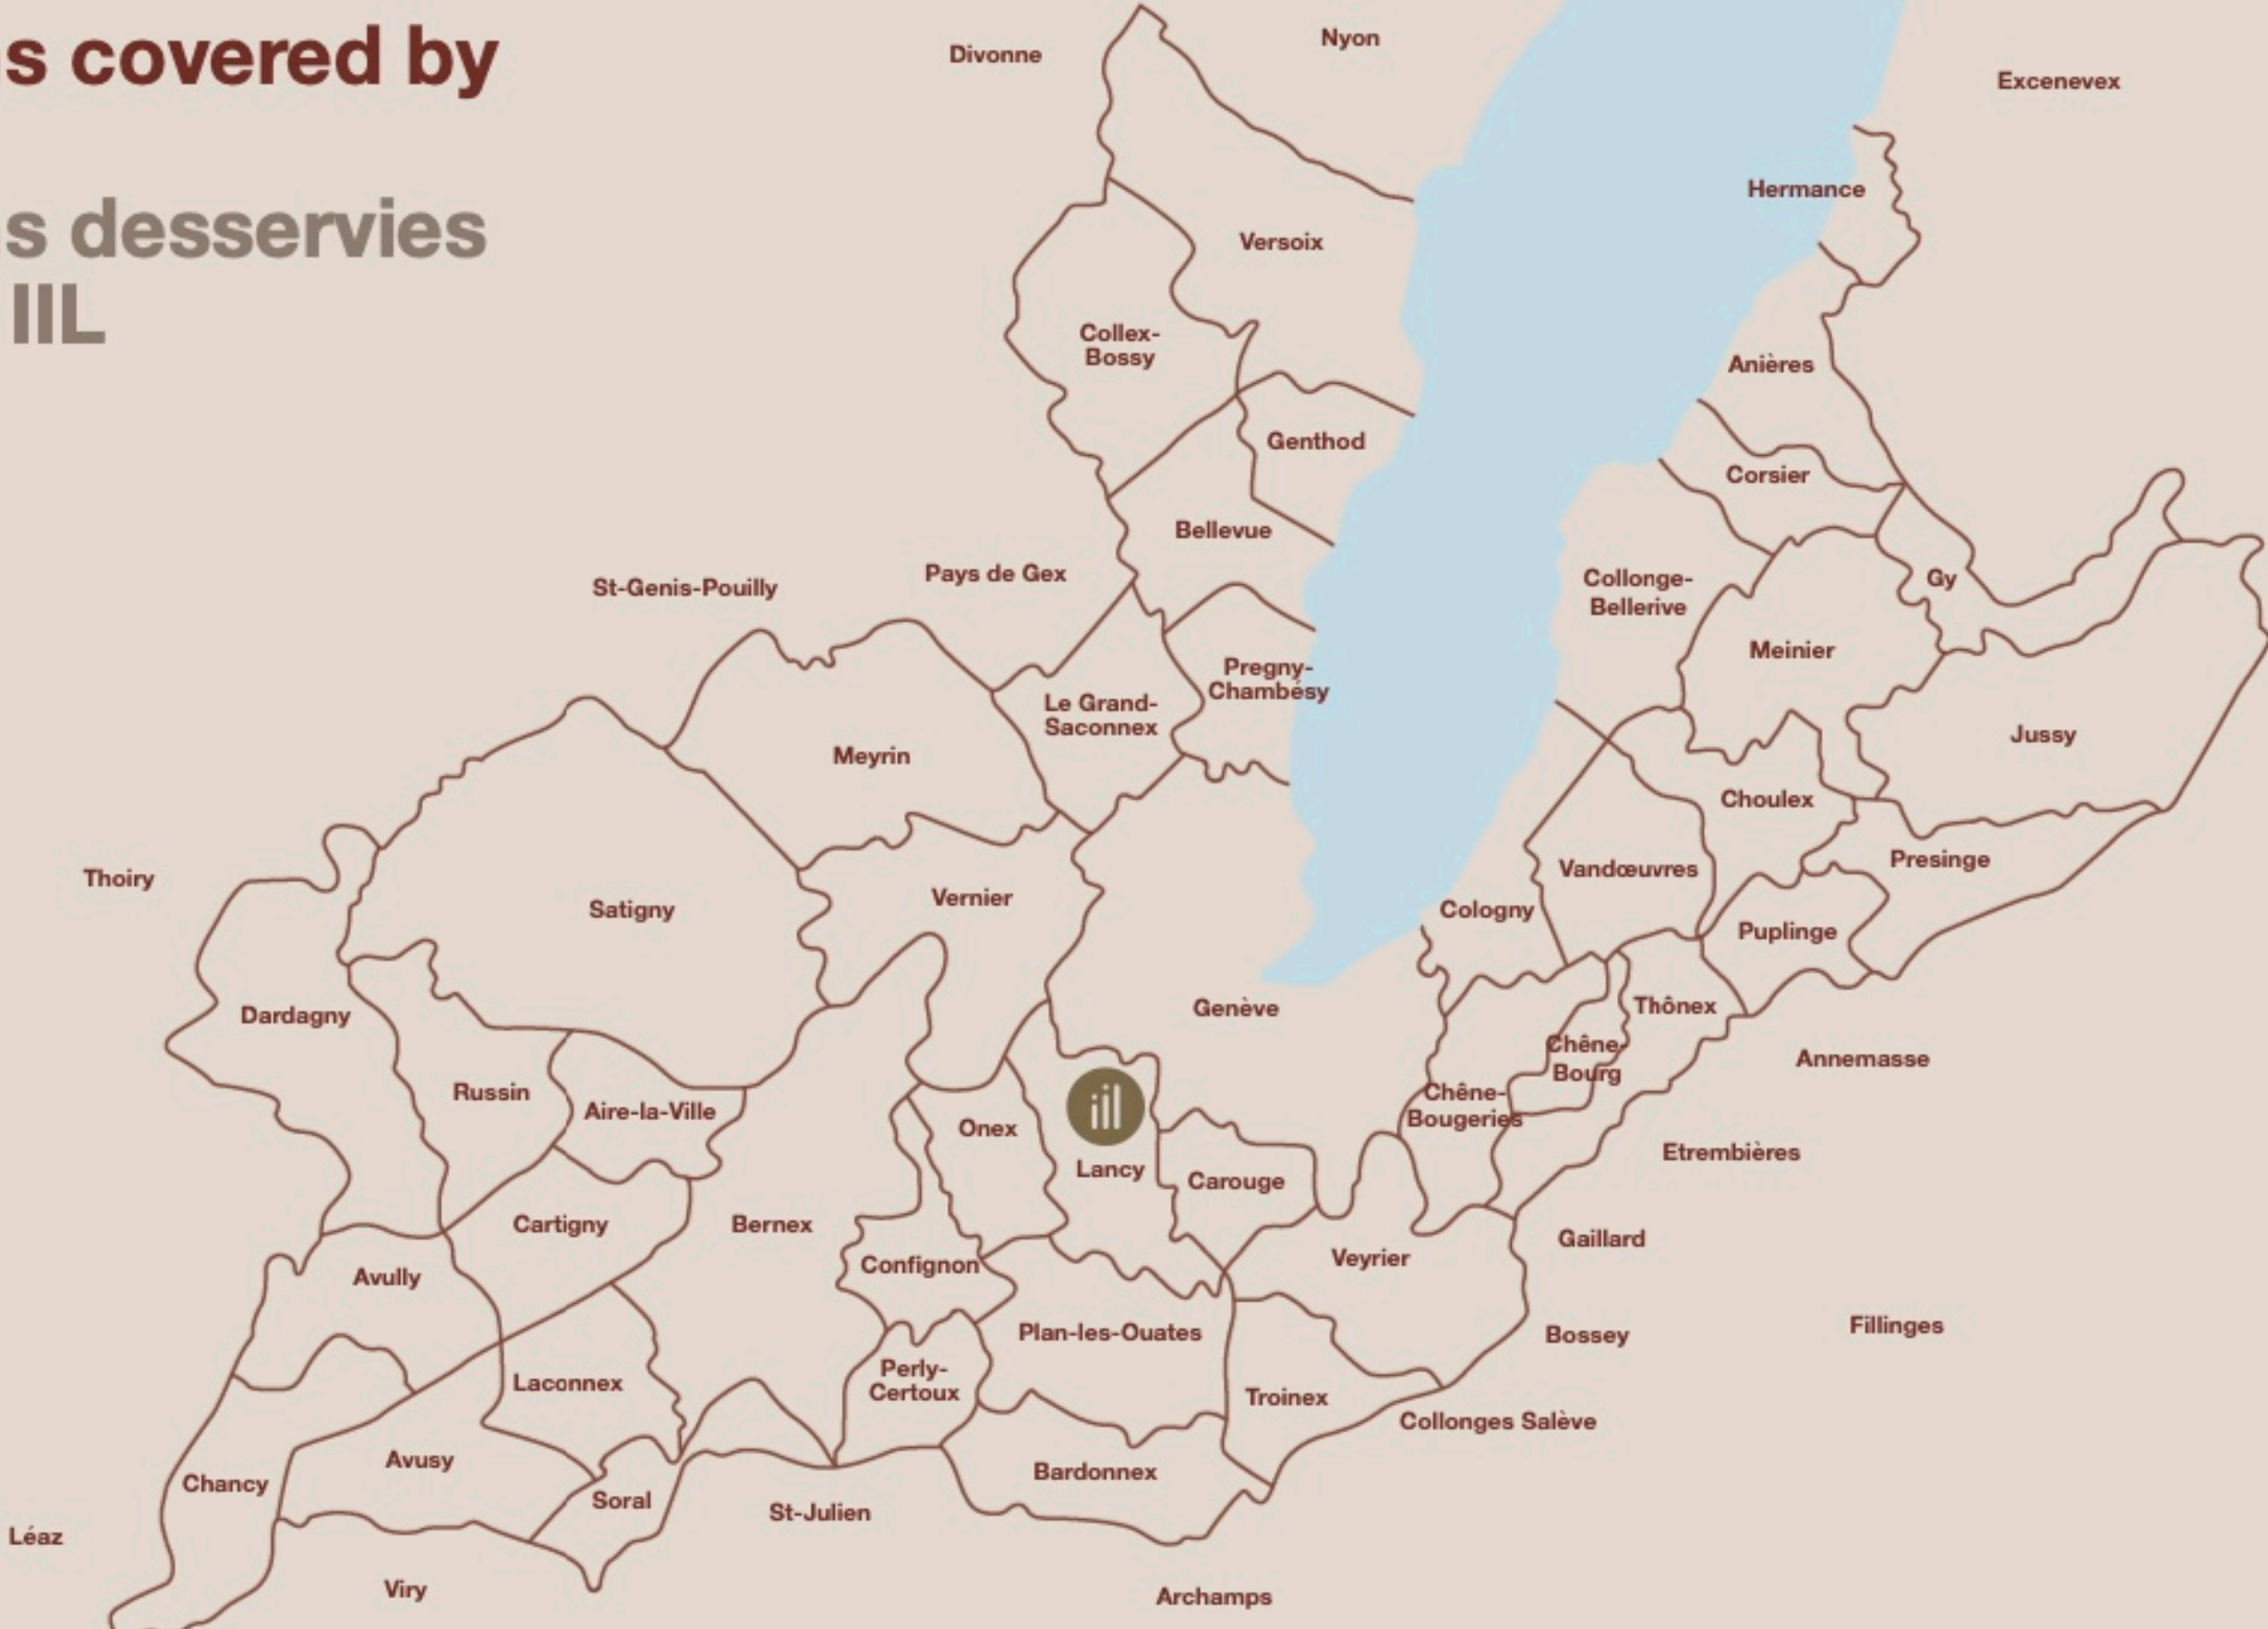 s covered by
s desservies
IIL
Divonne
Nyon
Excenevex
Hermance
Versoix
Collex-
Bossy
Anières
Genthod
Corsier
Bellevue
Pays de Gex
St-Genis-Pouilly
Collonge-
Bellerive
Gy
Meinier
Pregny-
Chambésy
Le Grand-
Saconnex
Jussy
Meyrin
Choulex
Presinge
Thoiry
Vandœuvres
Vernier
Satigny
Cologny
Puplinge
Dardagny
Genève
Thônex
Chêne-
Bourg
Annemasse
Russin
Aire-la-Ville
Chêne-
Bougeries
Onex
iil
Lancy
Carouge
Etrembières
Cartigny
Bernex
Gaillard
Confignon
Veyrier
Avully
Plan-les-Ouates
Bossey
Fillinges
Perly-
Certoux
Laconnex
Troinex
Collonges Salève
Avusy
Bardonnex
Chancy
Soral
St-Julien
Léaz
Viry
Archamps